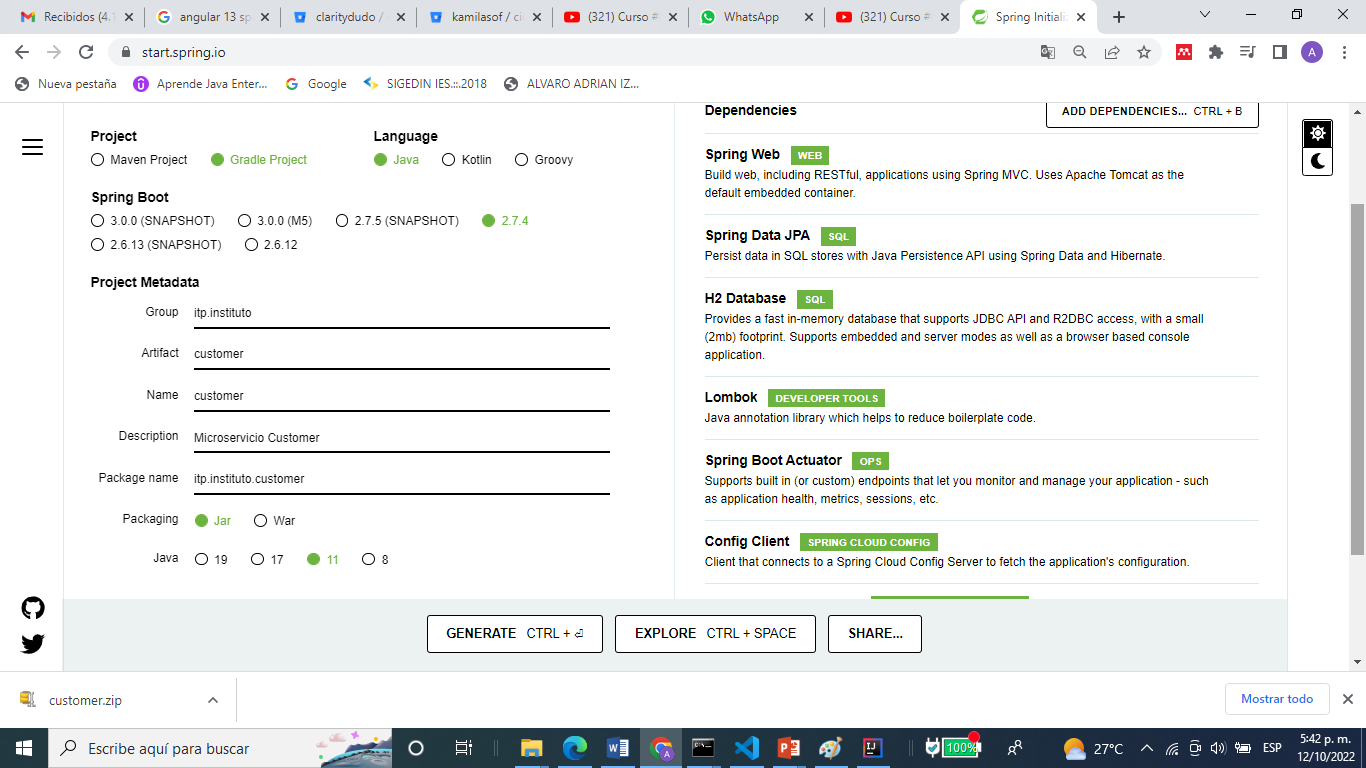 Recibidos (4.1
angular 13 sp
claritydudo /
kamilasof / ci
(321) Curso #
WhatsApp
(321) Curso #
Spring Initiali
start.spring.io
A
Nueva pestaña
Aprende Java Enter...
Google
SIGEDIN IES.::.2018
ALVARO ADRIAN IZ...
Project
Maven Project
Gradle Project
Language
Java
Kotlin
Groovy
Spring Boot
3.0.0 (SNAPSHOT)
3.0.0 (M5)
2.7.5 (SNAPSHOT)
2.7.4
2.6.13 (SNAPSHOT)
2.6.12
Project Metadata
Group
itp.instituto
Artifact
customer
Name
customer
Description
Microservicio Customer
Package name
itp.instituto.customer
Packaging
Jar
War
Java
19
17
11
8
Dependencies
ADD DEPENDENCIES... CTRL + B
Spring Web WEB
Build web, including RESTful, applications using Spring MVC. Uses Apache Tomcat as the
default embedded container.
Spring Data JPA SQL
Persist data in SQL stores with Java Persistence API using Spring Data and Hibernate.
H2 Database SQL
Provides a fast in-memory database that supports JDBC API and R2DBC access, with a small
(2mb) footprint. Supports embedded and server modes as well as a browser based console
application.
Lombok DEVELOPER TOOLS
Java annotation library which helps to reduce boilerplate code.
Spring Boot Actuator OPS
Supports built in (or custom) endpoints that let you monitor and manage your application - such
as application health, metrics, sessions, etc.
Config Client SPRING CLOUD CONFIG
Client that connects to a Spring Cloud Config Server to fetch the application's configuration.
GENERATE CTRL + ⏎
EXPLORE CTRL + SPACE
SHARE...
customer.zip
Mostrar todo
Escribe aquí para buscar
100%
27°C
ESP
5:42 p. m.
12/10/2022